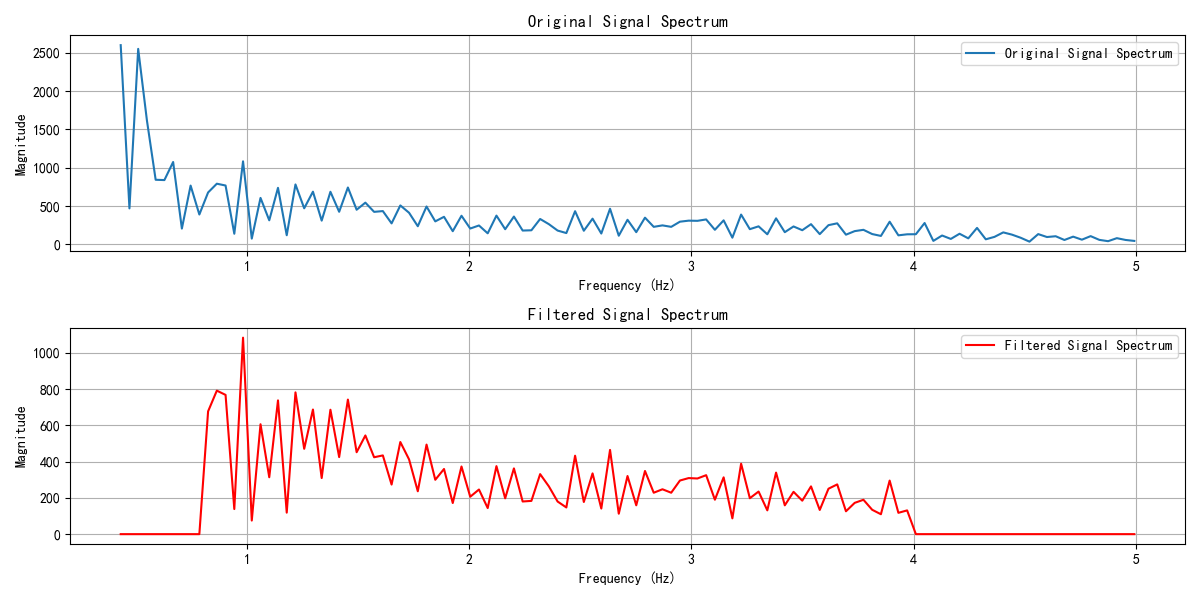 Original Signal Spectrum
Original Signal Spectrum
Magnitude
2500
2000
1500
1000
500
0
1 2 3 4 5
Frequency (Hz)
Filtered Signal Spectrum
Filtered Signal Spectrum
Magnitude
1000
800
600
400
200
0
1 2 3 4 5
Frequency (Hz)